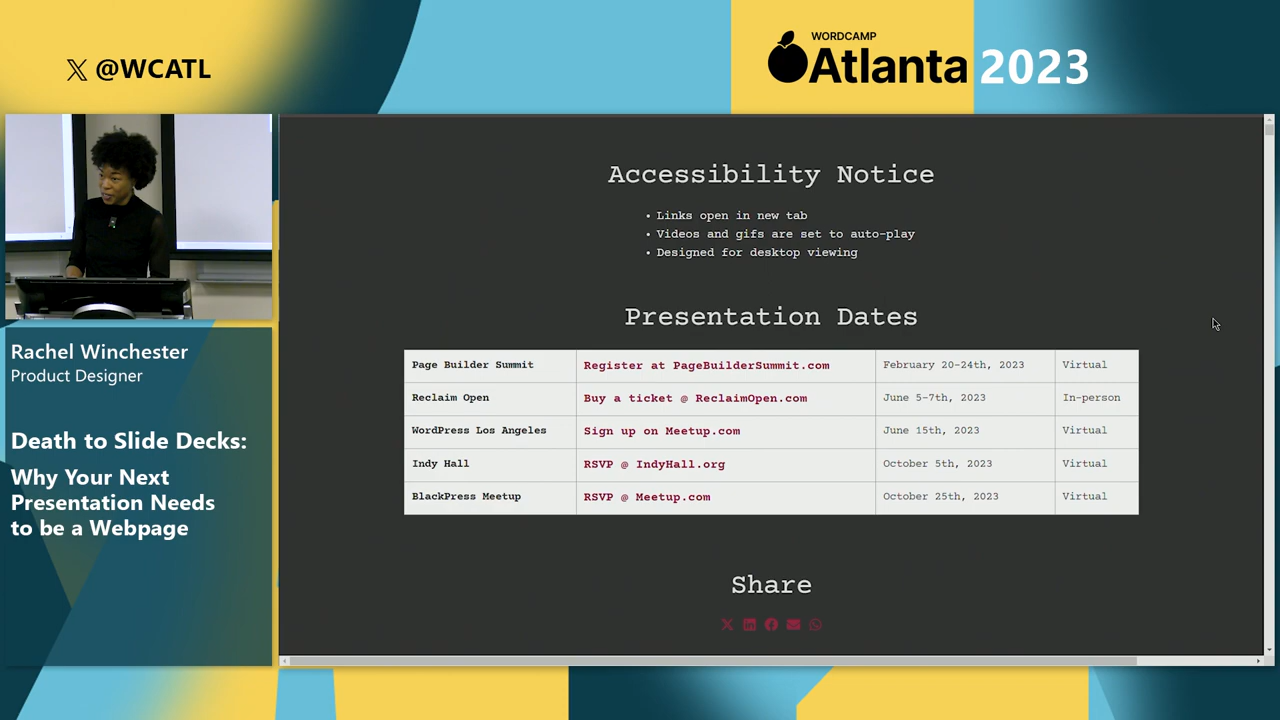 @WCATL
WORDCAMP
Atlanta 2023
Accessibility Notice
• Links open in new tab
• Videos and gifs are set to auto-play
• Designed for desktop viewing
Presentation Dates
Page Builder Summit Register at PageBuilderSummit.com February 20-24th, 2023 Virtual
Reclaim Open Buy a ticket @ ReclaimOpen.com June 5-7th, 2023 In-person
WordPress Los Angeles Sign up on Meetup.com June 15th, 2023 Virtual
Indy Hall RSVP @ IndyHall.org October 5th, 2023 Virtual
BlackPress Meetup RSVP @ Meetup.com October 25th, 2023 Virtual
Share
Rachel Winchester
Product Designer
Death to Slide Decks:
Why Your Next
Presentation Needs
to be a Webpage